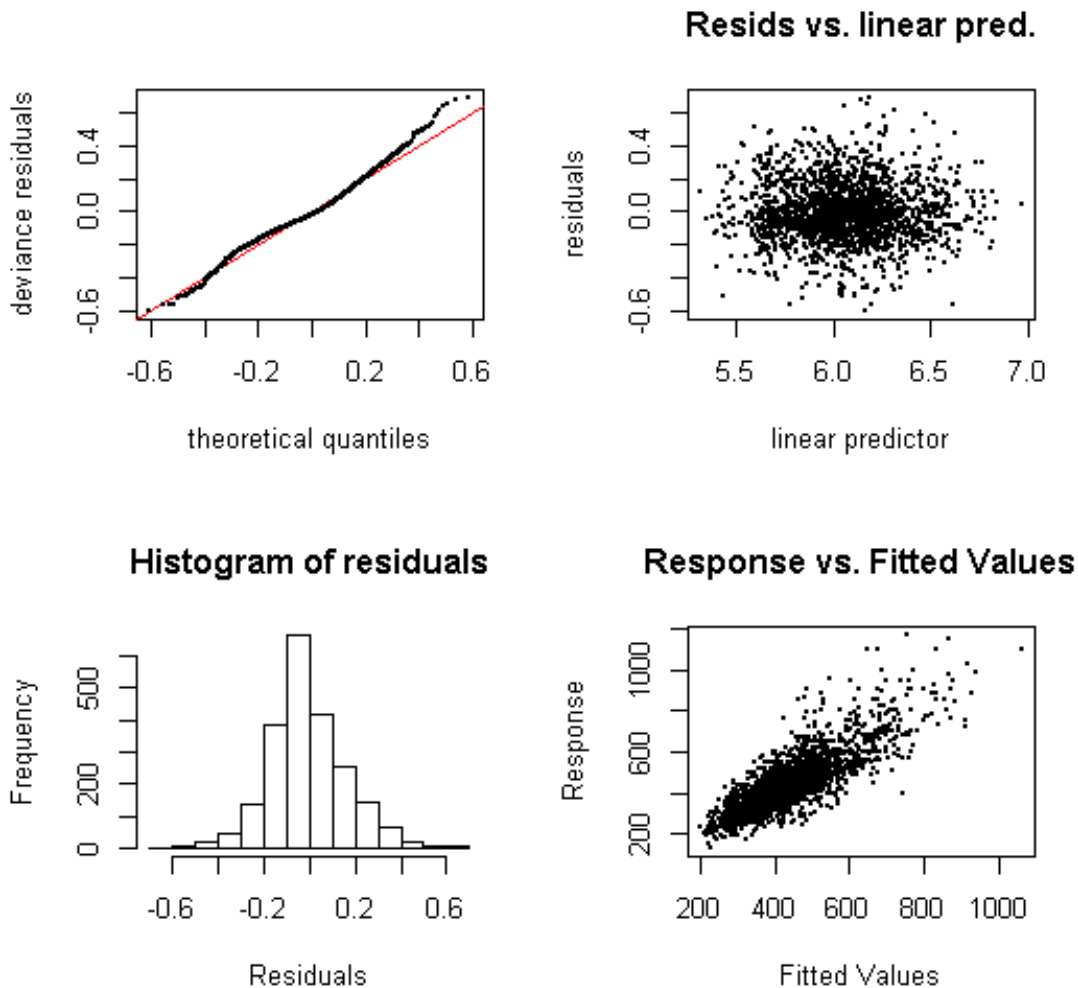 deviance residuals
0.4
0.0
-0.6
-0.6 -0.2 0.2 0.6
theoretical quantiles
Resids vs. linear pred.
residuals
0.4
0.0
-0.6
5.5 6.0 6.5 7.0
linear predictor
Histogram of residuals
Frequency
500
200
0
-0.6 -0.2 0.2 0.6
Residuals
Response vs. Fitted Values
Response
1000
600
200
200 400 600 800 1000
Fitted Values